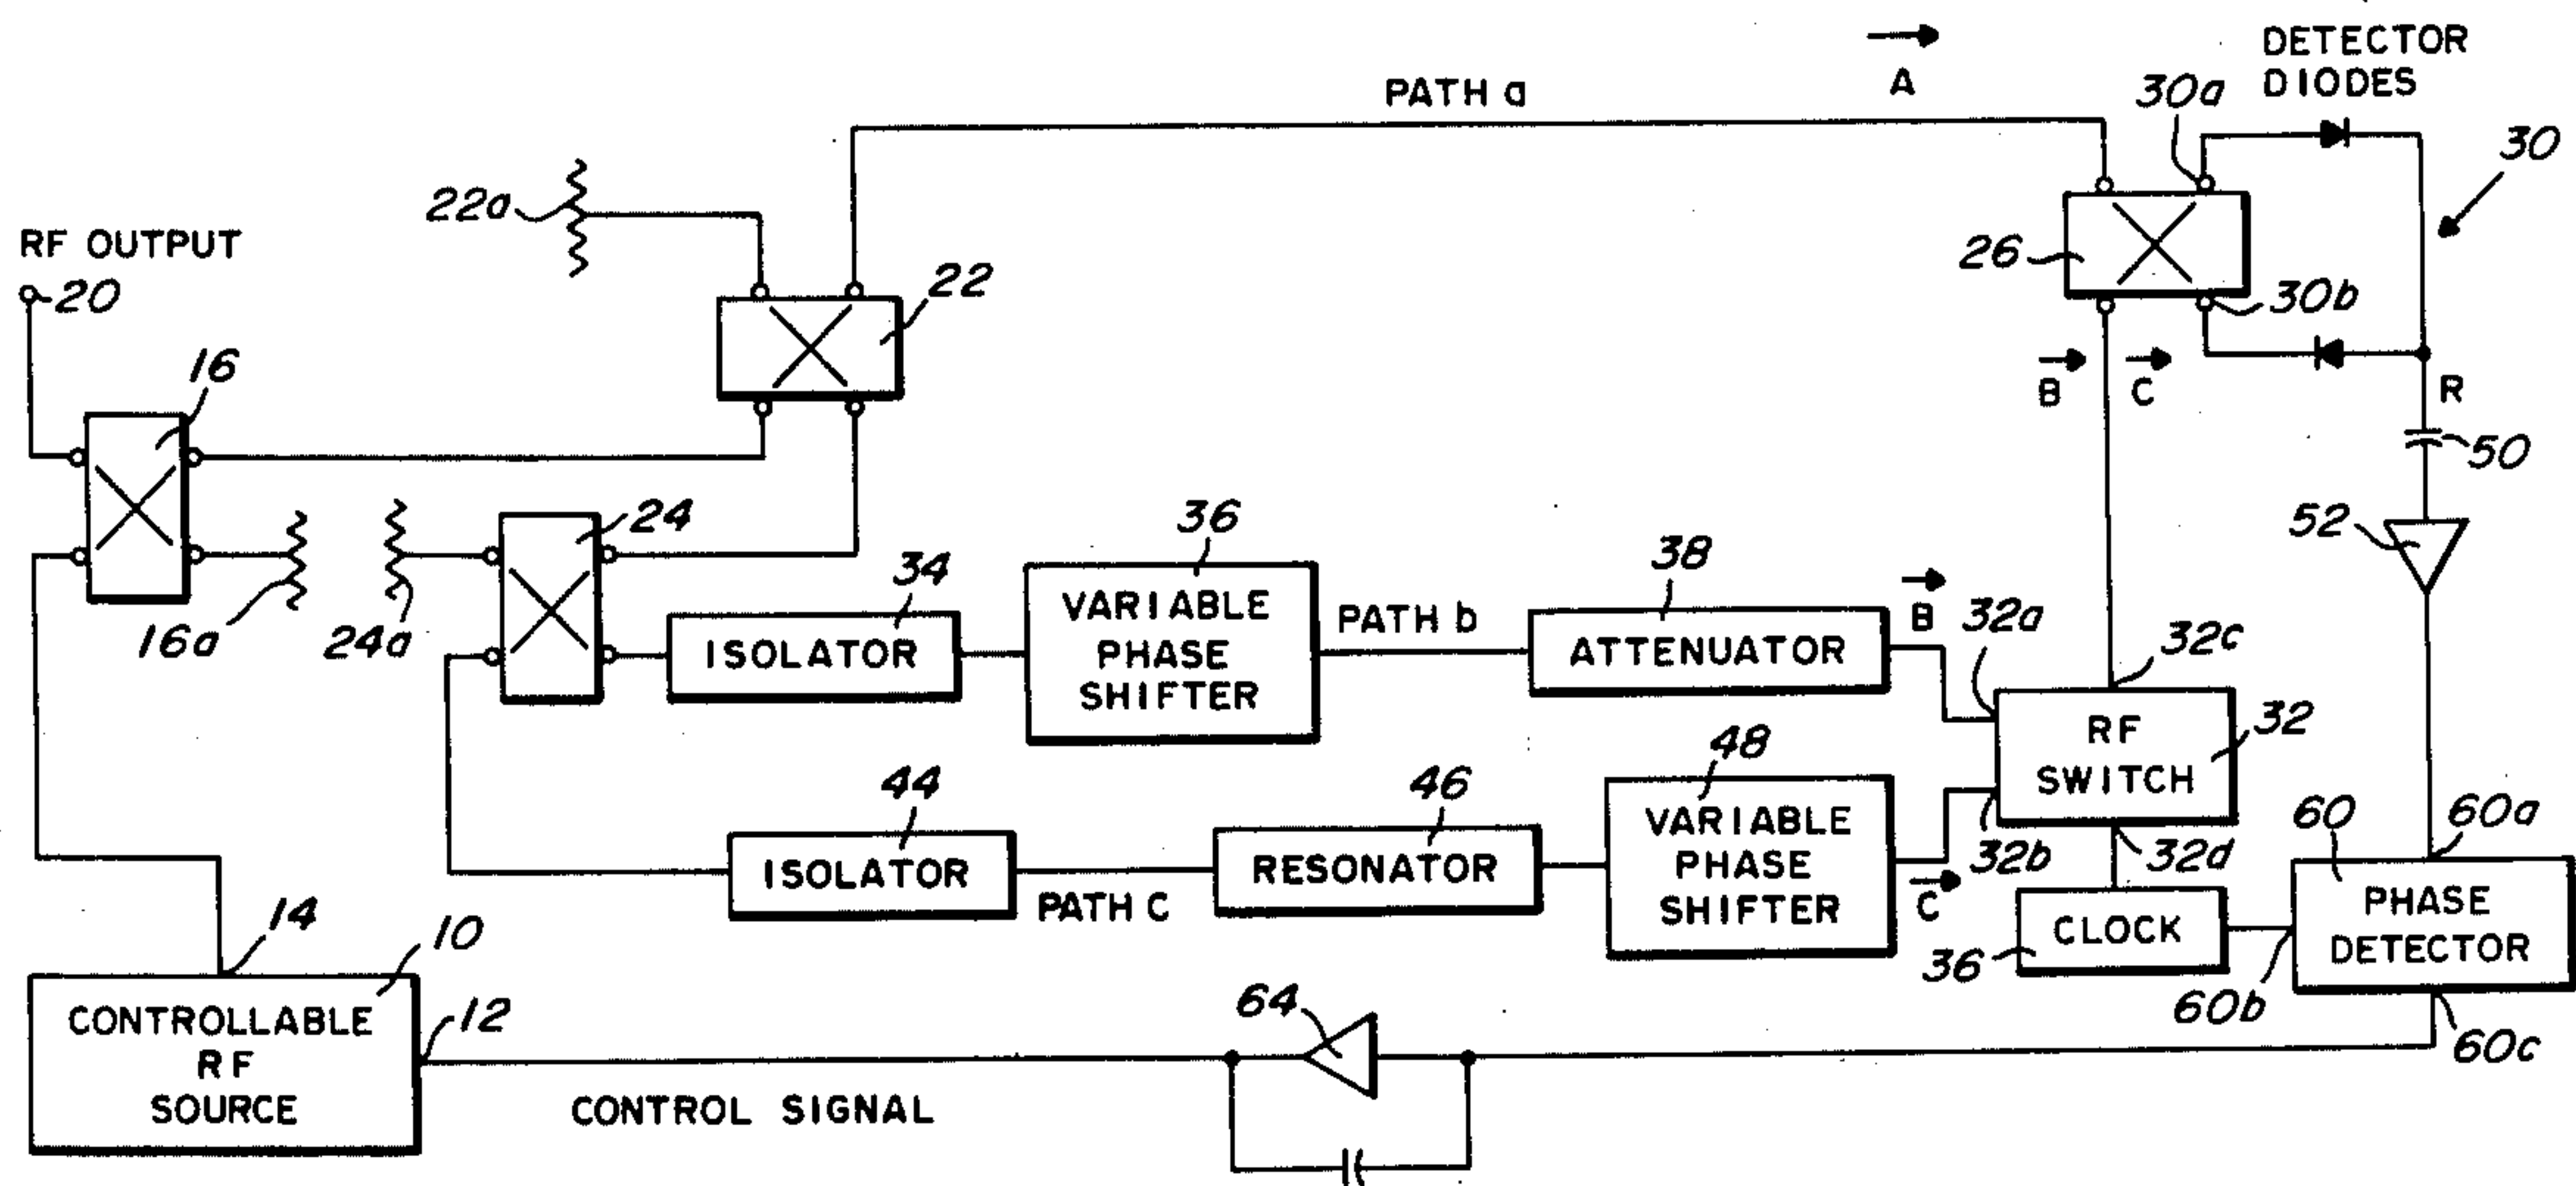 A
DETECTOR
DIODES
PATH a
30a
30
22a
RF OUTPUT
20
22
26
30b
16
B
C
R
50
24
36
52
34
38
VARIABLE
PHASE
SHIFTER
PATH b
B
32a
32c
16a
24a
ISOLATOR
ATTENUATOR
RF
SWITCH
32
48
44
46
VARIABLE
PHASE
SHIFTER
32b
32d
60
60a
ISOLATOR
RESONATOR
PATH C
C
14
10
CLOCK
36
PHASE
DETECTOR
60b
60c
CONTROLLABLE
RF
SOURCE
12
64
CONTROL SIGNAL